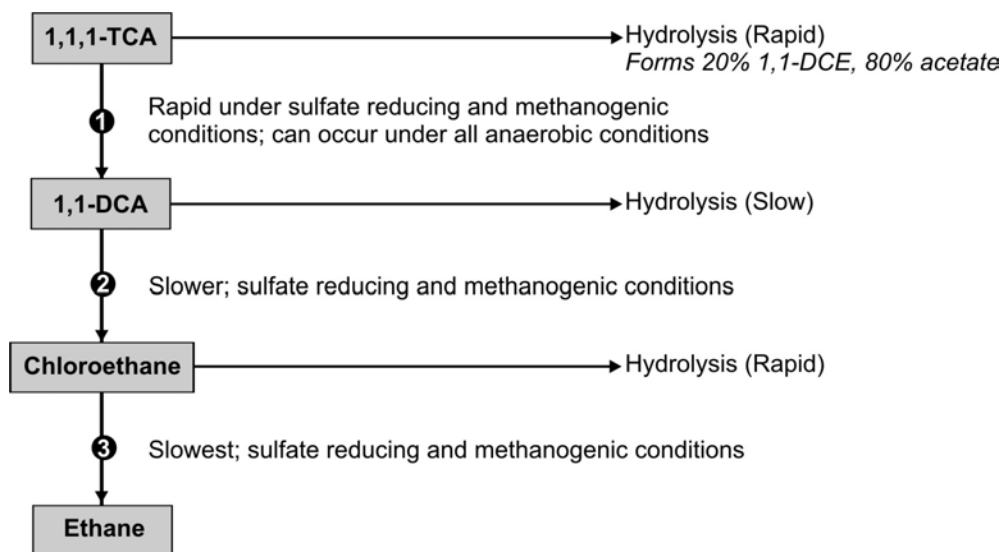 1,1,1-TCA
Hydrolysis (Rapid)
Forms 20% 1,1-DCE, 80% acetate
1
Rapid under sulfate reducing and methanogenic
conditions; can occur under all anaerobic conditions
1,1-DCA
Hydrolysis (Slow)
2
Slower; sulfate reducing and methanogenic conditions
Chloroethane
Hydrolysis (Rapid)
3
Slowest; sulfate reducing and methanogenic conditions
Ethane